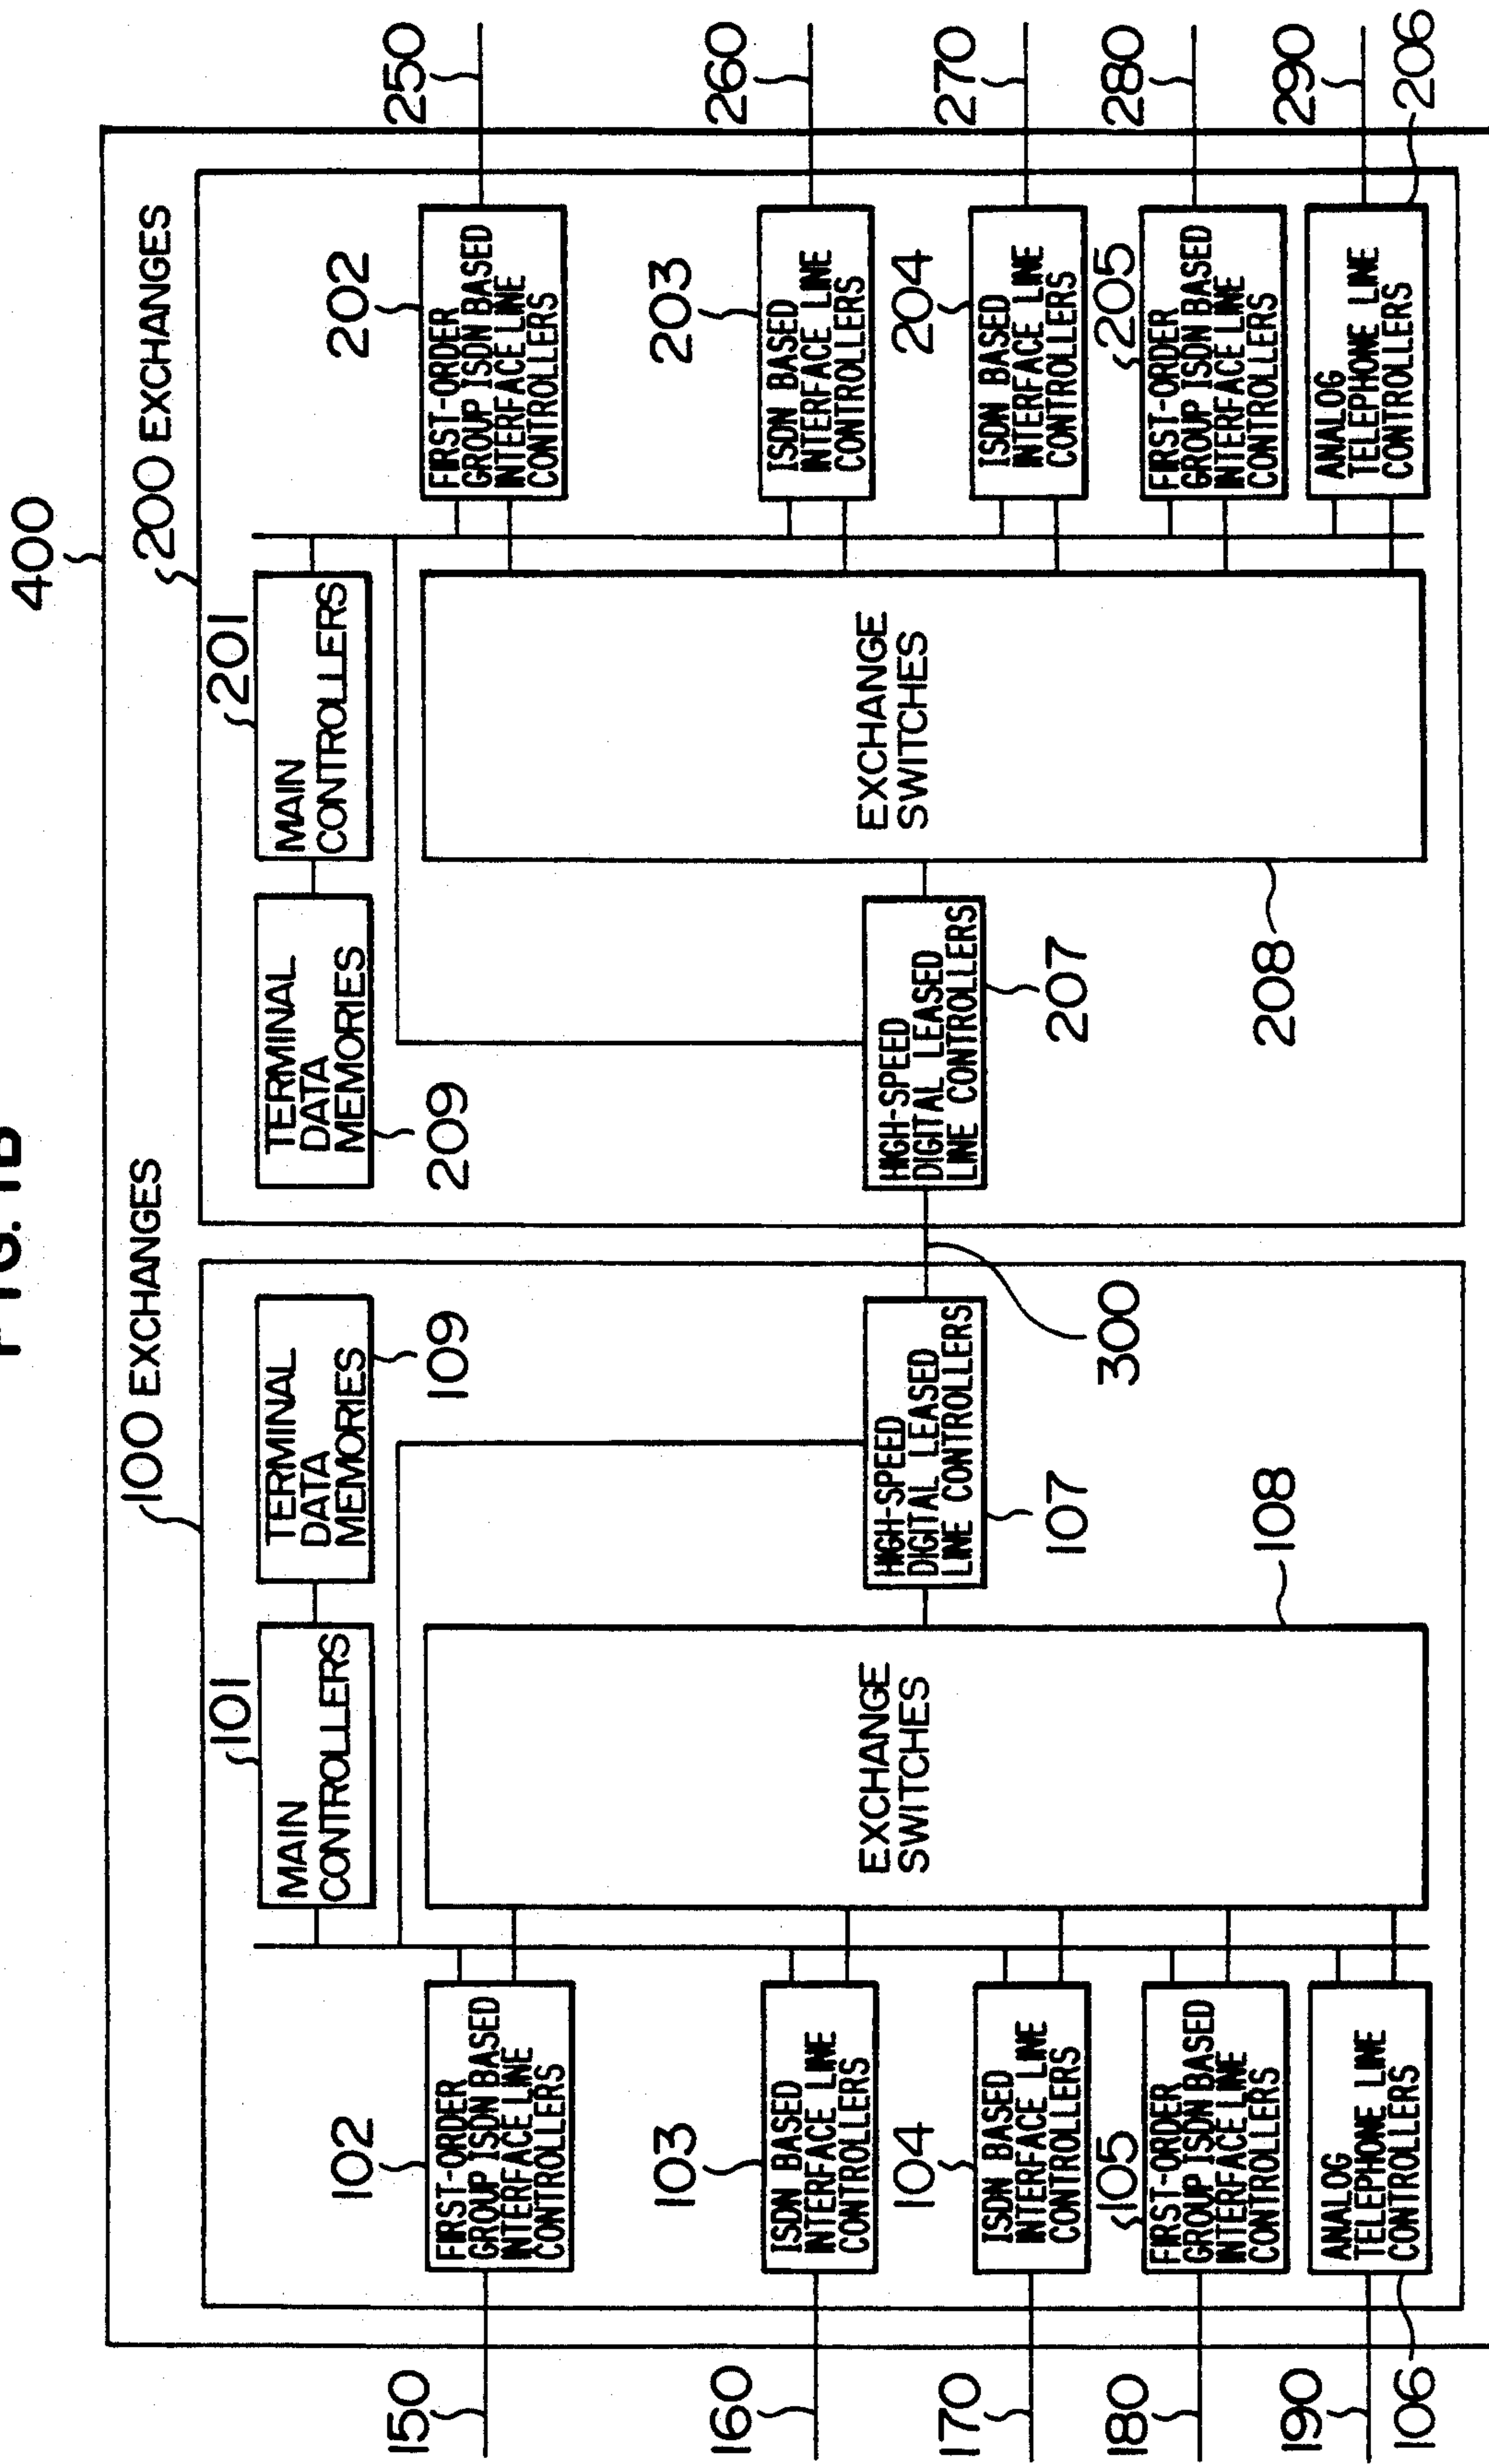 FIG. 1B
400
100 EXCHANGES
200 EXCHANGES
101
MAIN
CONTROLLERS
TERMINAL
DATA
MEMORIES
109
TERMINAL
DATA
MEMORIES
209
201
MAIN
CONTROLLERS
150
102
FIRST-ORDER
GROUP ISDN BASED
INTERFACE LINE
CONTROLLERS
160
103
ISDN BASED
INTERFACE LINE
CONTROLLERS
170
104
ISDN BASED
INTERFACE LINE
CONTROLLERS
180
105
FIRST-ORDER
GROUP ISDN BASED
INTERFACE LINE
CONTROLLERS
190
ANALOG
TELEPHONE LINE
CONTROLLERS
106
EXCHANGE
SWITCHES
108
HIGH-SPEED
DIGITAL LEASED
LINE CONTROLLERS
107
300
HIGH-SPEED
DIGITAL LEASED
LINE CONTROLLERS
207
EXCHANGE
SWITCHES
208
202
FIRST-ORDER
GROUP ISDN BASED
INTERFACE LINE
CONTROLLERS
250
203
ISDN BASED
INTERFACE LINE
CONTROLLERS
260
204
ISDN BASED
INTERFACE LINE
CONTROLLERS
270
205
FIRST-ORDER
GROUP ISDN BASED
INTERFACE LINE
CONTROLLERS
280
ANALOG
TELEPHONE LINE
CONTROLLERS
290
206